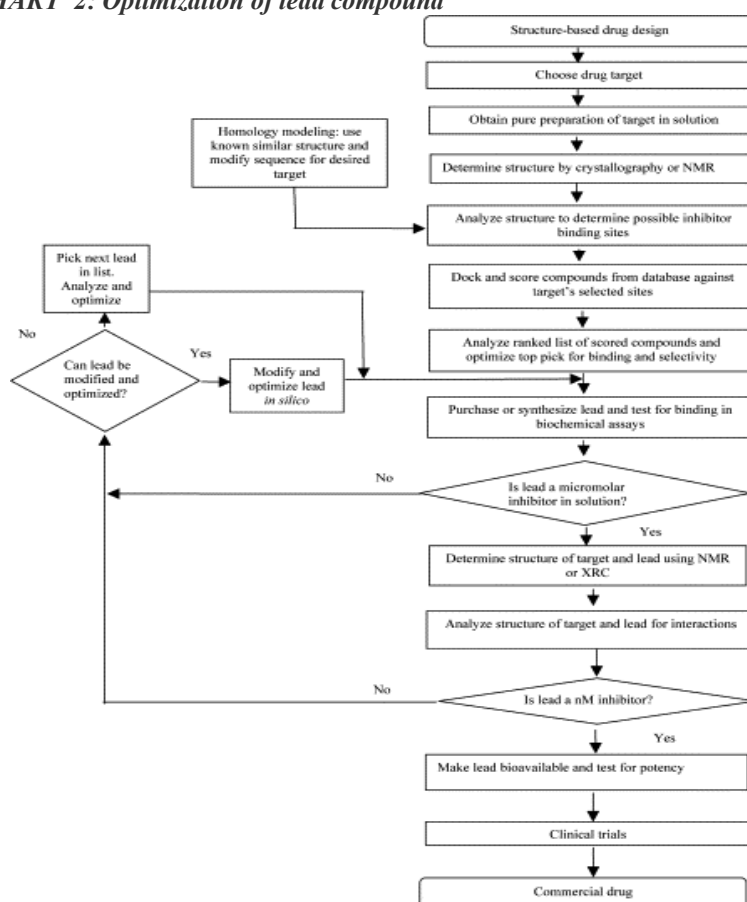 HART 2: Optimization of lead compound
Structure-based drug design
Choose drug target
Obtain pure preparation of target in solution
Homology modeling: use
known similar structure and
modify sequence for desired
target
Determine structure by crystallography or NMR
Analyze structure to determine possible inhibitor
binding sites
Pick next lead
in list.
Analyze and
optimize
Dock and score compounds from database against
target's selected sites
No
Analyze ranked list of scored compounds and
optimize top pick for binding and selectivity
Can lead be
modified and
optimized?
Yes
Modify and
optimize lead
in silico
Purchase or synthesize lead and test for binding in
biochemical assays
No
Is lead a micromolar
inhibitor in solution?
Yes
Determine structure of target and lead using NMR
or XRC
Analyze structure of target and lead for interactions
No
Is lead a nM inhibitor?
Yes
Make lead bioavailable and test for potency
Clinical trials
Commercial drug